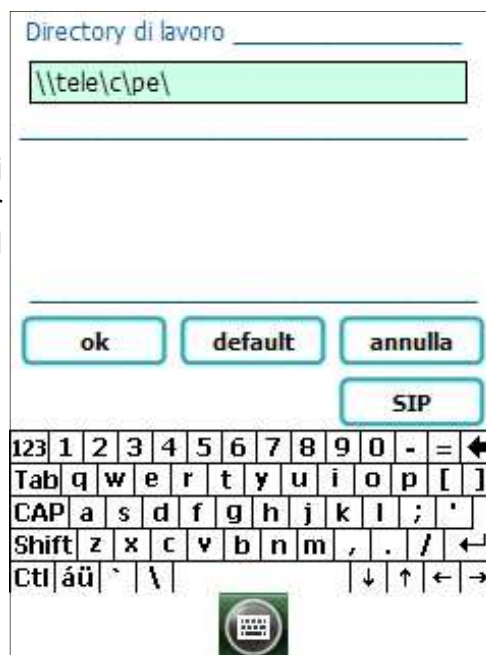 Directory di lavoro
\\tele\c\pe\
ok default annulla
SIP
123 1 2 3 4 5 6 7 8 9 0 - =
Tab q w e r t y u i o p [ ]
CAP a s d f g h j k l ; '
Shift z x c v b n m , . /
Ctl áü ` \ ↓ ↑ ← →